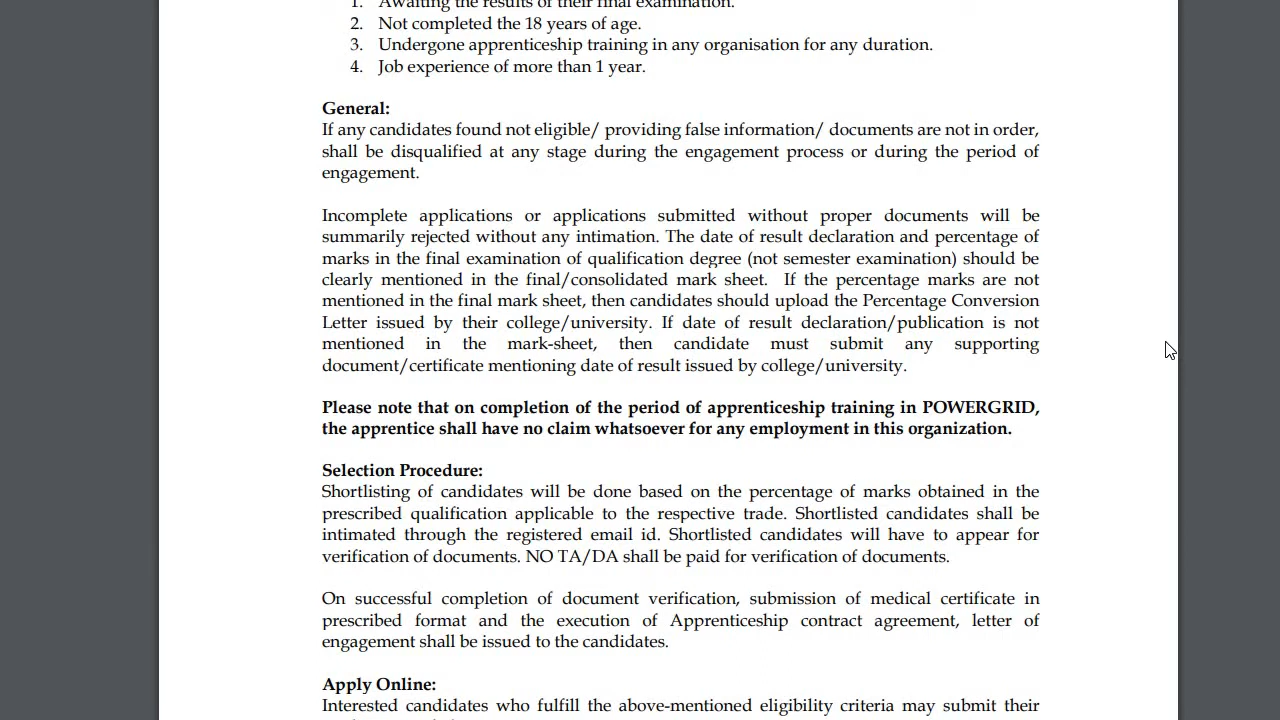 1. Awaiting the results of their final examination.
2. Not completed the 18 years of age.
3. Undergone apprenticeship training in any organisation for any duration.
4. Job experience of more than 1 year.
General:
If any candidates found not eligible/ providing false information/ documents are not in order,
shall be disqualified at any stage during the engagement process or during the period of
engagement.
Incomplete applications or applications submitted without proper documents will be
summarily rejected without any intimation. The date of result declaration and percentage of
marks in the final examination of qualification degree (not semester examination) should be
clearly mentioned in the final/consolidated mark sheet. If the percentage marks are not
mentioned in the final mark sheet, then candidates should upload the Percentage Conversion
Letter issued by their college/university. If date of result declaration/publication is not
mentioned in the mark-sheet, then candidate must submit any supporting
document/certificate mentioning date of result issued by college/university.
Please note that on completion of the period of apprenticeship training in POWERGRID,
the apprentice shall have no claim whatsoever for any employment in this organization.
Selection Procedure:
Shortlisting of candidates will be done based on the percentage of marks obtained in the
prescribed qualification applicable to the respective trade. Shortlisted candidates shall be
intimated through the registered email id. Shortlisted candidates will have to appear for
verification of documents. NO TA/DA shall be paid for verification of documents.
On successful completion of document verification, submission of medical certificate in
prescribed format and the execution of Apprenticeship contract agreement, letter of
engagement shall be issued to the candidates.
Apply Online:
Interested candidates who fulfill the above-mentioned eligibility criteria may submit their